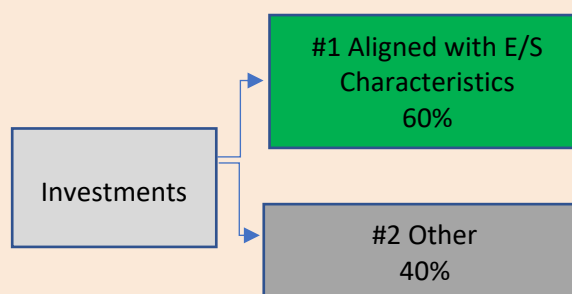 #1 Aligned with E/S
Characteristics
60%
Investments
#2 Other
40%